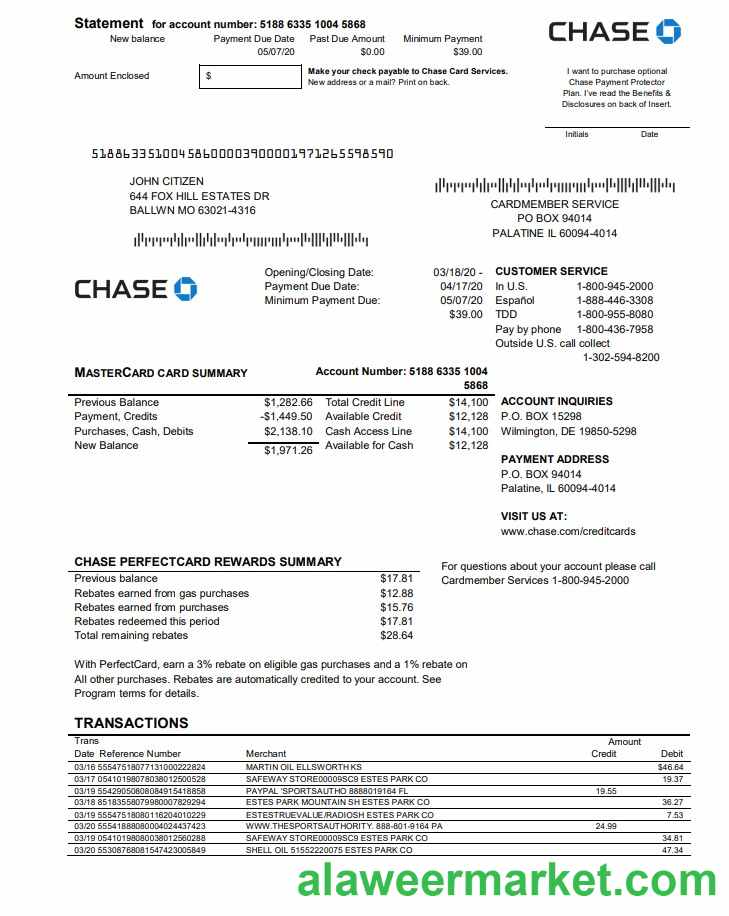 Statement for account number: 5188 6335 1004 5868
New balance Payment Due Date Past Due Amount Minimum Payment
05/07/20 $0.00 $39.00
CHASE
Amount Enclosed $ Make your check payable to Chase Card Services.
New address or a mail? Print on back.
I want to purchase optional
Chase Payment Protector
Plan. I've read the Benefits &
Disclosures on back of Insert.
Initials Date
5188633510045860000390000197126559 8590
JOHN CITIZEN
644 FOX HILL ESTATES DR
BALLWN MO 63021-4316
CARDMEMBER SERVICE
PO BOX 94014
PALATINE IL 60094-4014
CHASE
Opening/Closing Date: 03/18/20 -
Payment Due Date: 04/17/20
Minimum Payment Due: 05/07/20
$39.00
CUSTOMER SERVICE
In U.S. 1-800-945-2000
Español 1-888-446-3308
TDD 1-800-955-8080
Pay by phone 1-800-436-7958
Outside U.S. call collect
1-302-594-8200
MASTERCARD CARD SUMMARY Account Number: 5188 6335 1004
5868
Previous Balance $1,282.66 Total Credit Line $14,100
Payment, Credits -$1,449.50 Available Credit $12,128
Purchases, Cash, Debits $2,138.10 Cash Access Line $14,100
New Balance $1,971.26 Available for Cash $12,128
ACCOUNT INQUIRIES
P.O. BOX 15298
Wilmington, DE 19850-5298
PAYMENT ADDRESS
P.O. BOX 94014
Palatine, IL 60094-4014
VISIT US AT:
www.chase.com/creditcards
CHASE PERFECTCARD REWARDS SUMMARY
Previous balance $17.81
Rebates earned from gas purchases $12.88
Rebates earned from purchases $15.76
Rebates redeemed this period $17.81
Total remaining rebates $28.64
For questions about your account please call
Cardmember Services 1-800-945-2000
With PerfectCard, earn a 3% rebate on eligible gas purchases and a 1% rebate on
All other purchases. Rebates are automatically credited to your account. See
Program terms for details.
TRANSACTIONS
Trans Amount
Date Reference Number Merchant Credit Debit
03/16 55547518077131000222824 MARTIN OIL ELLSWORTH KS $46.64
03/17 05410198078038012500528 SAFEWAY STORE00009SC9 ESTES PARK CO 19.37
03/19 55429050808084915418858 PAYPAL 'SPORTSAUTHO 8888019164 FL 19.55
03/18 85183558079980007829294 ESTES PARK MOUNTAIN SH ESTES PARK CO 36.27
03/19 55547518080116204010229 ESTESTRUEVALUE/RADIOSH ESTES PARK CO 7.53
03/20 55541888080004024437423 WWW.THESPORTSAUTHORITY. 888-801-9164 PA 24.99
03/19 05410198080038012560288 SAFEWAY STORE00009SC9 ESTES PARK CO 34.81
03/20 55308768081547423005849 SHELL OIL 51552220075 ESTES PARK CO 47.34
alaweermarket.com